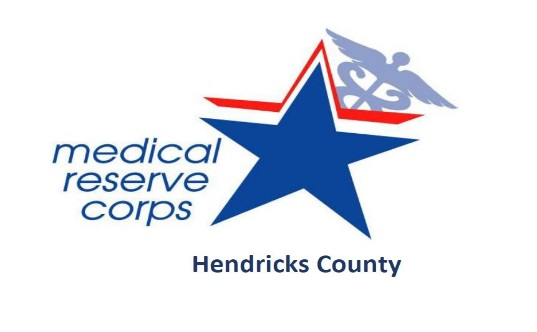 medical
reserve
corps
Hendricks County